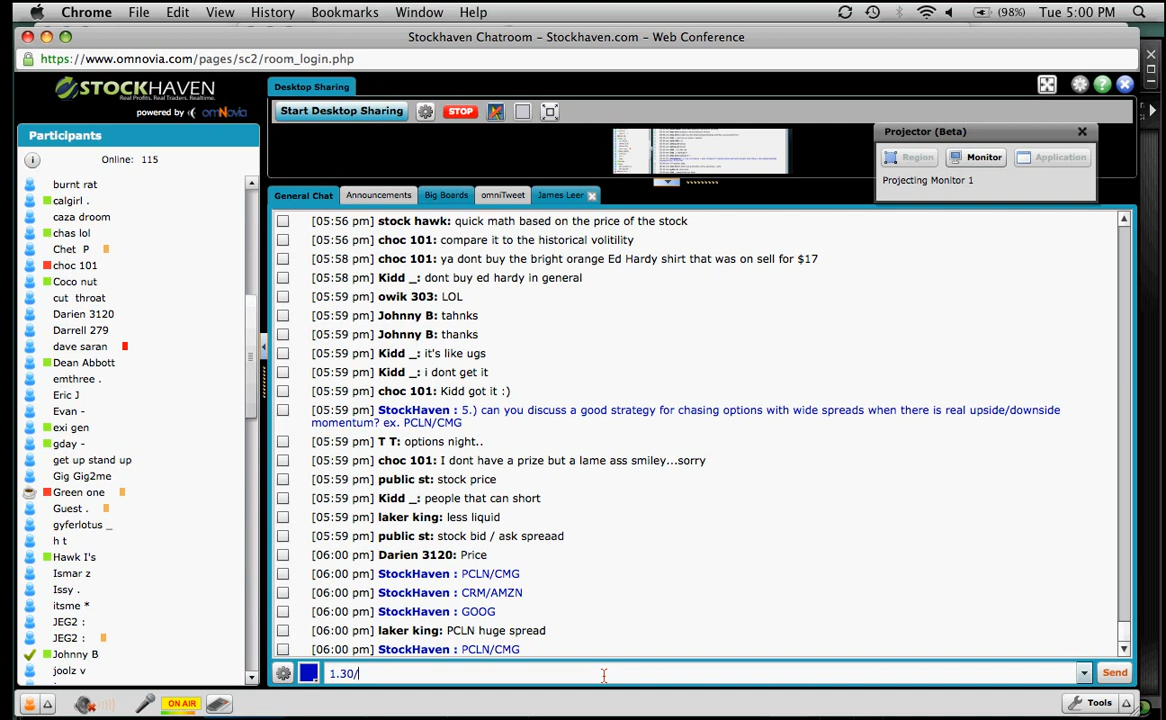 Chrome File Edit View History Bookmarks Window Help (98%) Tue 5:00 PM
Stockhaven Chatroom – Stockhaven.com – Web Conference
https://www.omnovia.com/pages/sc2/room_login.php
STOCKHAVEN
Real Profits. Real Traders. Realtime.
powered by omNovia
Desktop Sharing
Start Desktop Sharing STOP
Projector (Beta)
Region Monitor Application
Projecting Monitor 1
Participants
Online: 115
burnt rat
calgirl .
caza droom
chas lol
Chet P
choc 101
Coco nut
cut throat
Darien 3120
Darrell 279
dave saran
Dean Abbott
emthree .
Eric J
Evan -
exi gen
gday -
get up stand up
Gig Gig2me
Green one
Guest .
gyferlotus _
h t
Hawk I's
Ismar z
Issy .
itsme *
JEG2 :
JEG2 :
Johnny B
joolz v
General Chat Announcements Big Boards omniTweet James Leer
[05:56 pm] stock hawk: quick math based on the price of the stock
[05:56 pm] choc 101: compare it to the historical volitility
[05:58 pm] choc 101: ya dont buy the bright orange Ed Hardy shirt that was on sell for $17
[05:58 pm] Kidd _: dont buy ed hardy in general
[05:59 pm] owik 303: LOL
[05:59 pm] Johnny B: tahnks
[05:59 pm] Johnny B: thanks
[05:59 pm] Kidd _: it's like ugs
[05:59 pm] Kidd _: i dont get it
[05:59 pm] choc 101: Kidd got it :)
[05:59 pm] StockHaven : 5.) can you discuss a good strategy for chasing options with wide spreads when there is real upside/downside
momentum? ex. PCLN/CMG
[05:59 pm] T T: options night..
[05:59 pm] choc 101: I dont have a prize but a lame ass smiley...sorry
[05:59 pm] public st: stock price
[05:59 pm] Kidd _: people that can short
[05:59 pm] laker king: less liquid
[05:59 pm] public st: stock bid / ask spreaad
[06:00 pm] Darien 3120: Price
[06:00 pm] StockHaven : PCLN/CMG
[06:00 pm] StockHaven : CRM/AMZN
[06:00 pm] StockHaven : GOOG
[06:00 pm] laker king: PCLN huge spread
[06:00 pm] StockHaven : PCLN/CMG
1.30/
Send
ON AIR
Tools